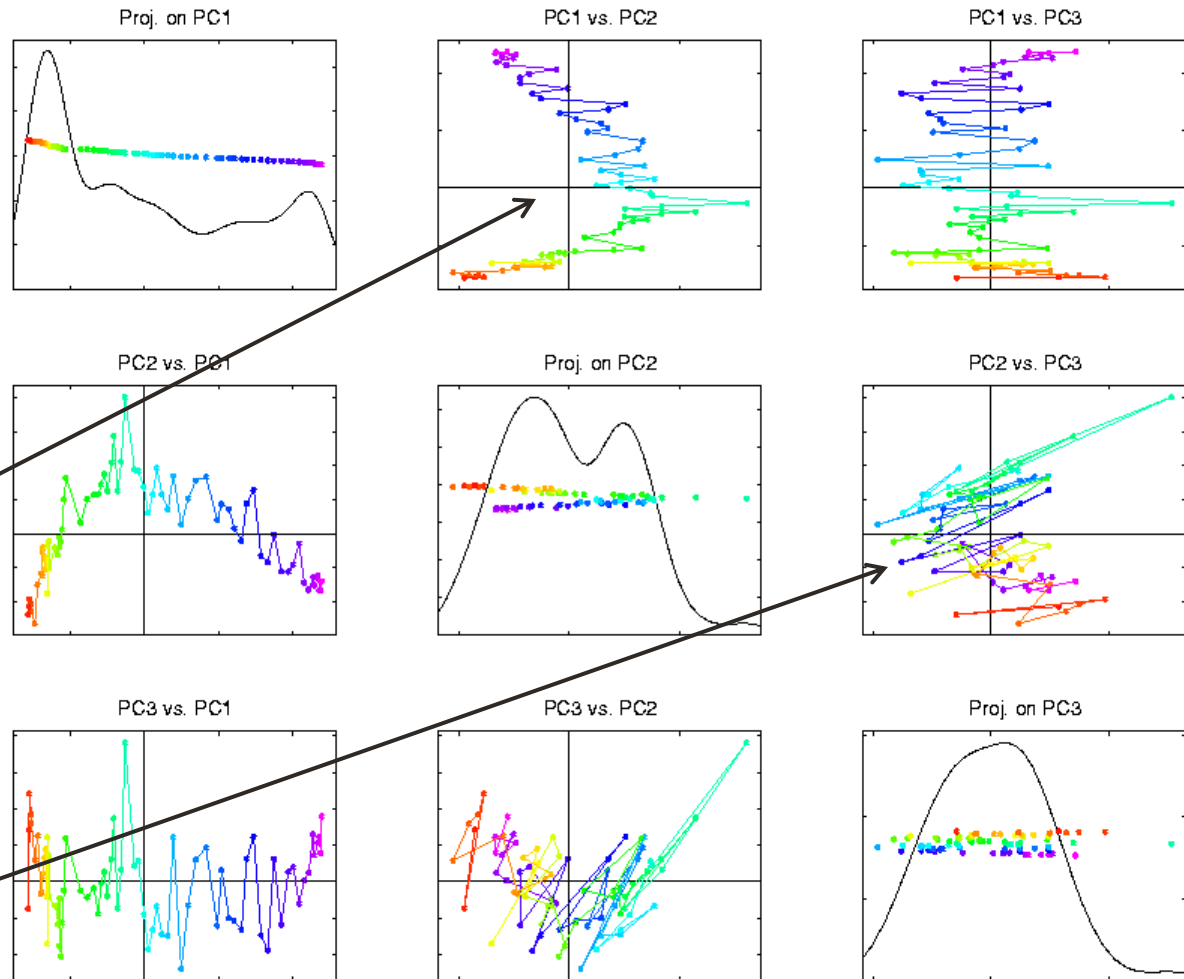 Proj. on PC1
PC1 vs. PC2
PC1 vs. PC3
PC2 vs. PC1
Proj. on PC2
PC2 vs. PC3
PC3 vs. PC1
PC3 vs. PC2
Proj. on PC3